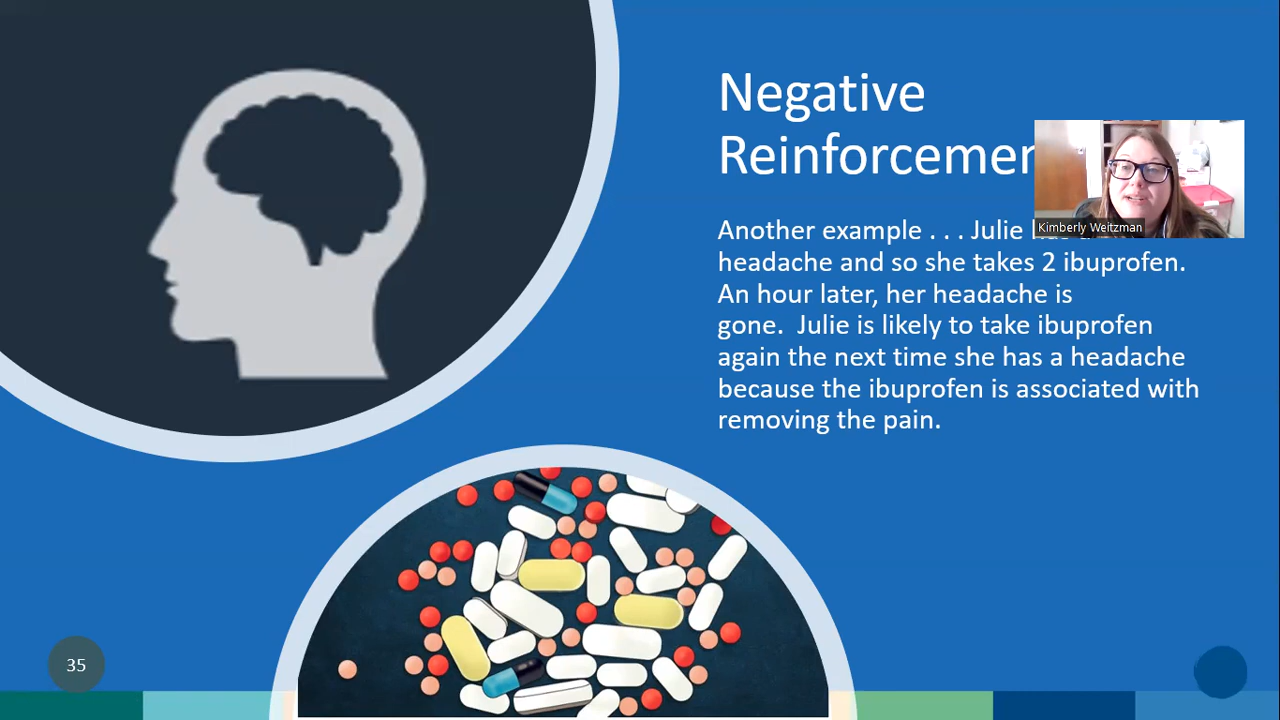 Negative
Reinforcemen
Another example . . . Julie
headache and so she takes 2 ibuprofen.
An hour later, her headache is
gone.  Julie is likely to take ibuprofen
again the next time she has a headache
because the ibuprofen is associated with
removing the pain.
Kimberly Weitzman
35